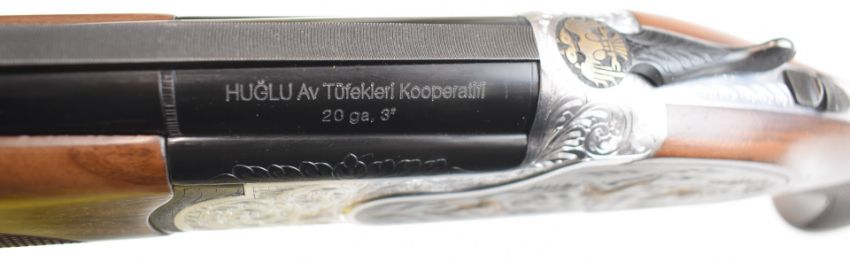 HUĞLU Av Tüfekleri Kooperatifi
20 ga, 3"